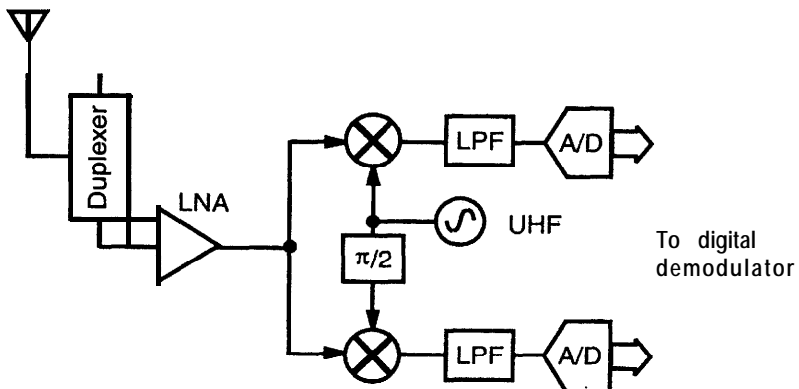 Duplexer
LNA
LPF
A/D
UHF
π/2
To digital
demodulator
LPF
A/D